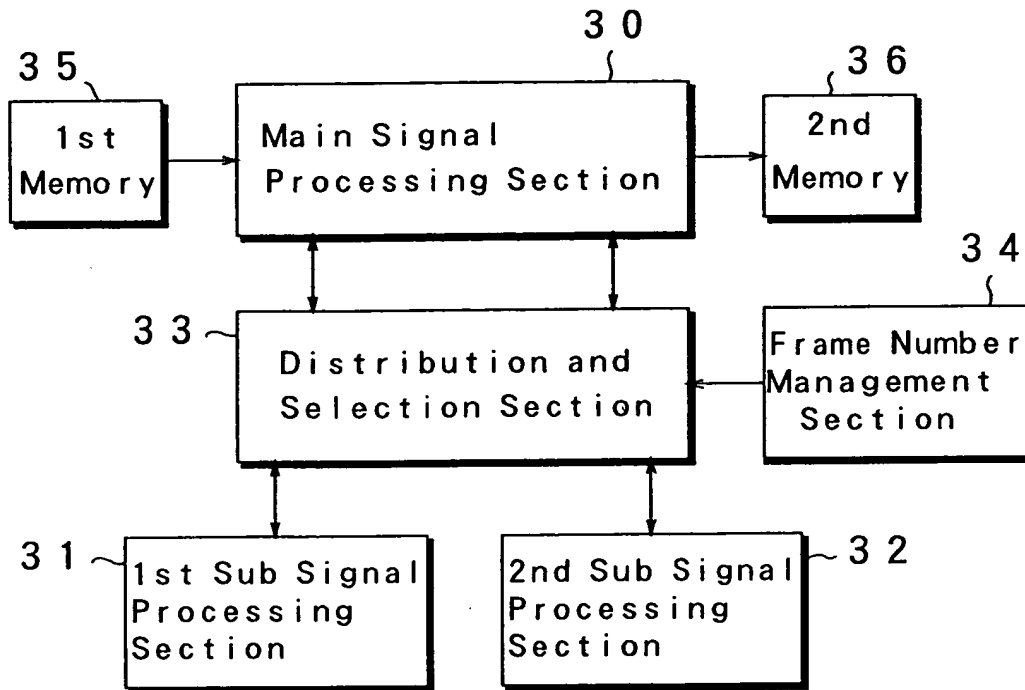 30
35
36
1st
Memory
Main Signal
Processing Section
2nd
Memory
34
33
Distribution and
Selection Section
Frame Number
Management
Section
31
1st Sub Signal
Processing
Section
2nd Sub Signal
Processing
Section
32